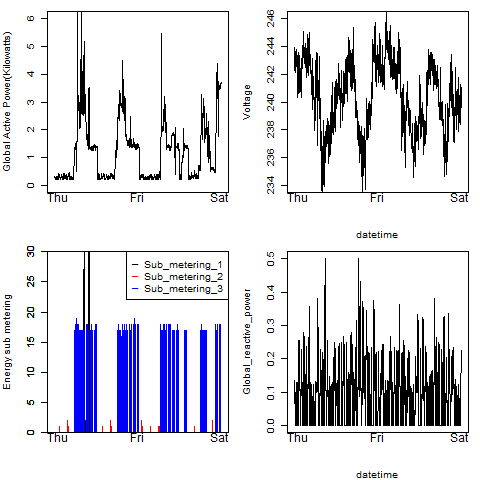 Global Active Power(Kilowatts)
0 1 2 3 4 5 6
Thu Fri Sat
Voltage
234 236 238 240 242 244 246
Thu Fri Sat
datetime
Energy sub metering
0 5 10 15 20 25 30
Sub_metering_1
Sub_metering_2
Sub_metering_3
Thu Fri Sat
Global_reactive_power
0.0 0.1 0.2 0.3 0.4 0.5
Thu Fri Sat
datetime